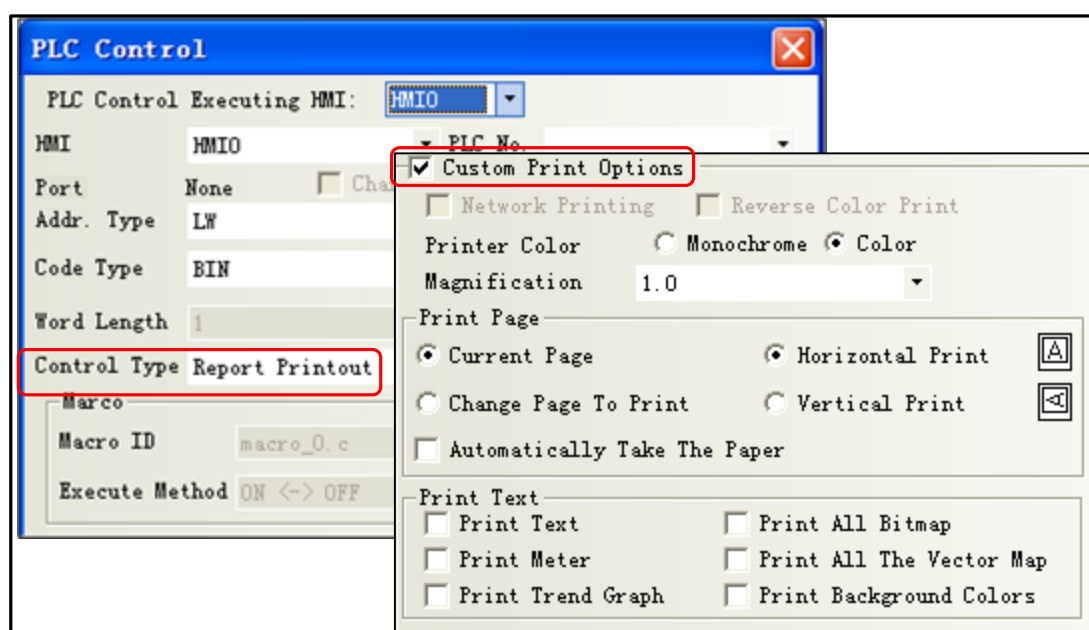 PLC Control
PLC Control Executing HMI: HMI0
HMI HMI0 PLC No.
Port None
Addr. Type LW
Code Type BIN
Word Length 1
Control Type Report Printout
Marco
Macro ID macro_0.c
Execute Method ON <-> OFF
Custom Print Options
Network Printing Reverse Color Print
Printer Color Monochrome Color
Magnification 1.0
Print Page
Current Page Horizontal Print A
Change Page To Print Vertical Print A
Automatically Take The Paper
Print Text
Print Text Print All Bitmap
Print Meter Print All The Vector Map
Print Trend Graph Print Background Colors